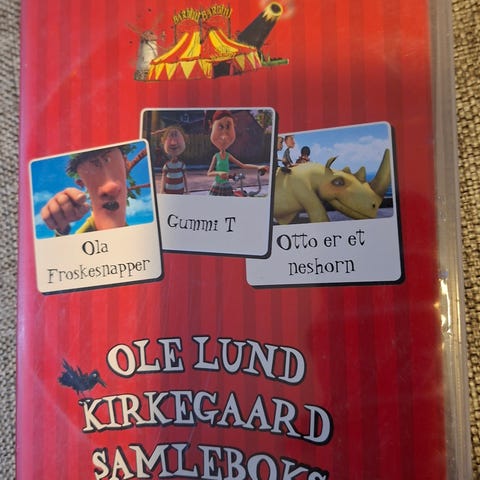 Ola
Froskesnapper
Gummi T
Otto er et
neshorn
OLE LUND
KIRKEGAARD
SAMLEBOKS